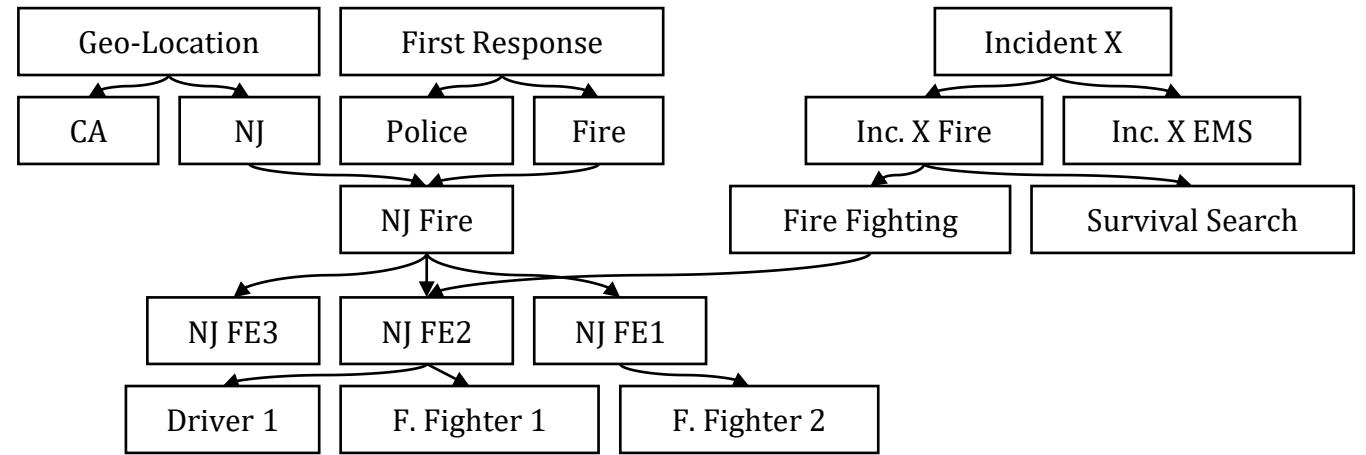 Geo-Location
First Response
Incident X
CA
NJ
Police
Fire
Inc. X Fire
Inc. X EMS
NJ Fire
Fire Fighting
Survival Search
NJ FE3
NJ FE2
NJ FE1
Driver 1
F. Fighter 1
F. Fighter 2